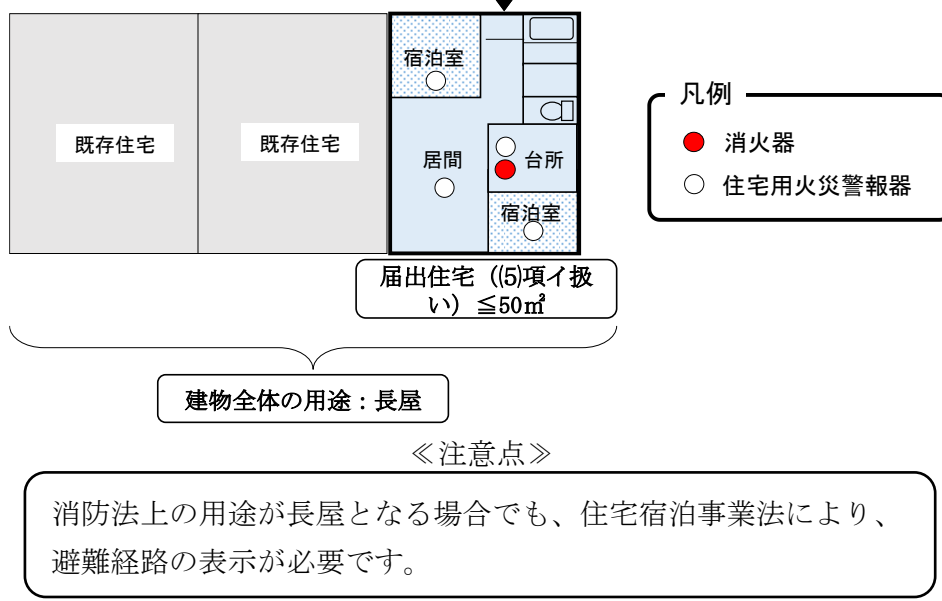 宿泊室
既存住宅
既存住宅
居間
台所
宿泊室
凡例
消火器
住宅用火災警報器
届出住宅（(5)項イ扱
い）≦50㎡
建物全体の用途：長屋
≪注意点≫
消防法上の用途が長屋となる場合でも、住宅宿泊事業法により、
避難経路の表示が必要です。